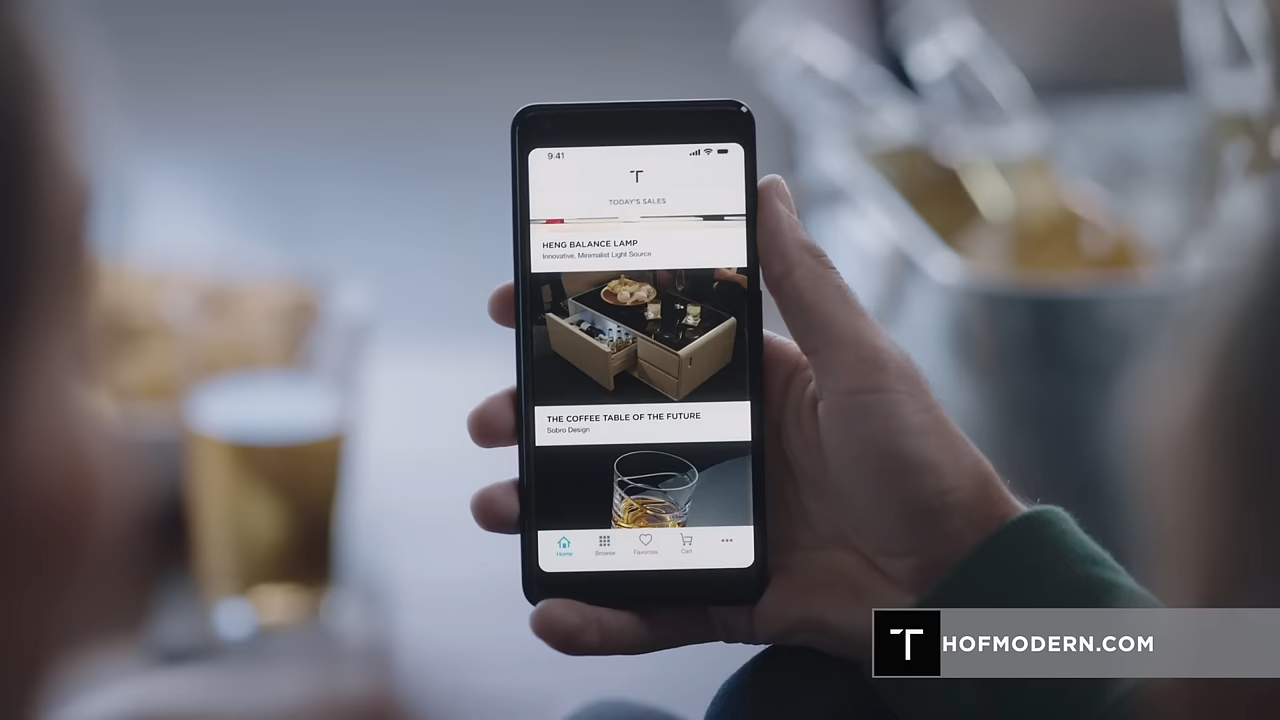 9:41
T
TODAY'S SALES
HENG BALANCE LAMP
Innovative, Minimalist Light Source
THE COFFEE TABLE OF THE FUTURE
Sobro Design
Home
Browse
Favorites
Cart
T HOFMODERN.COM